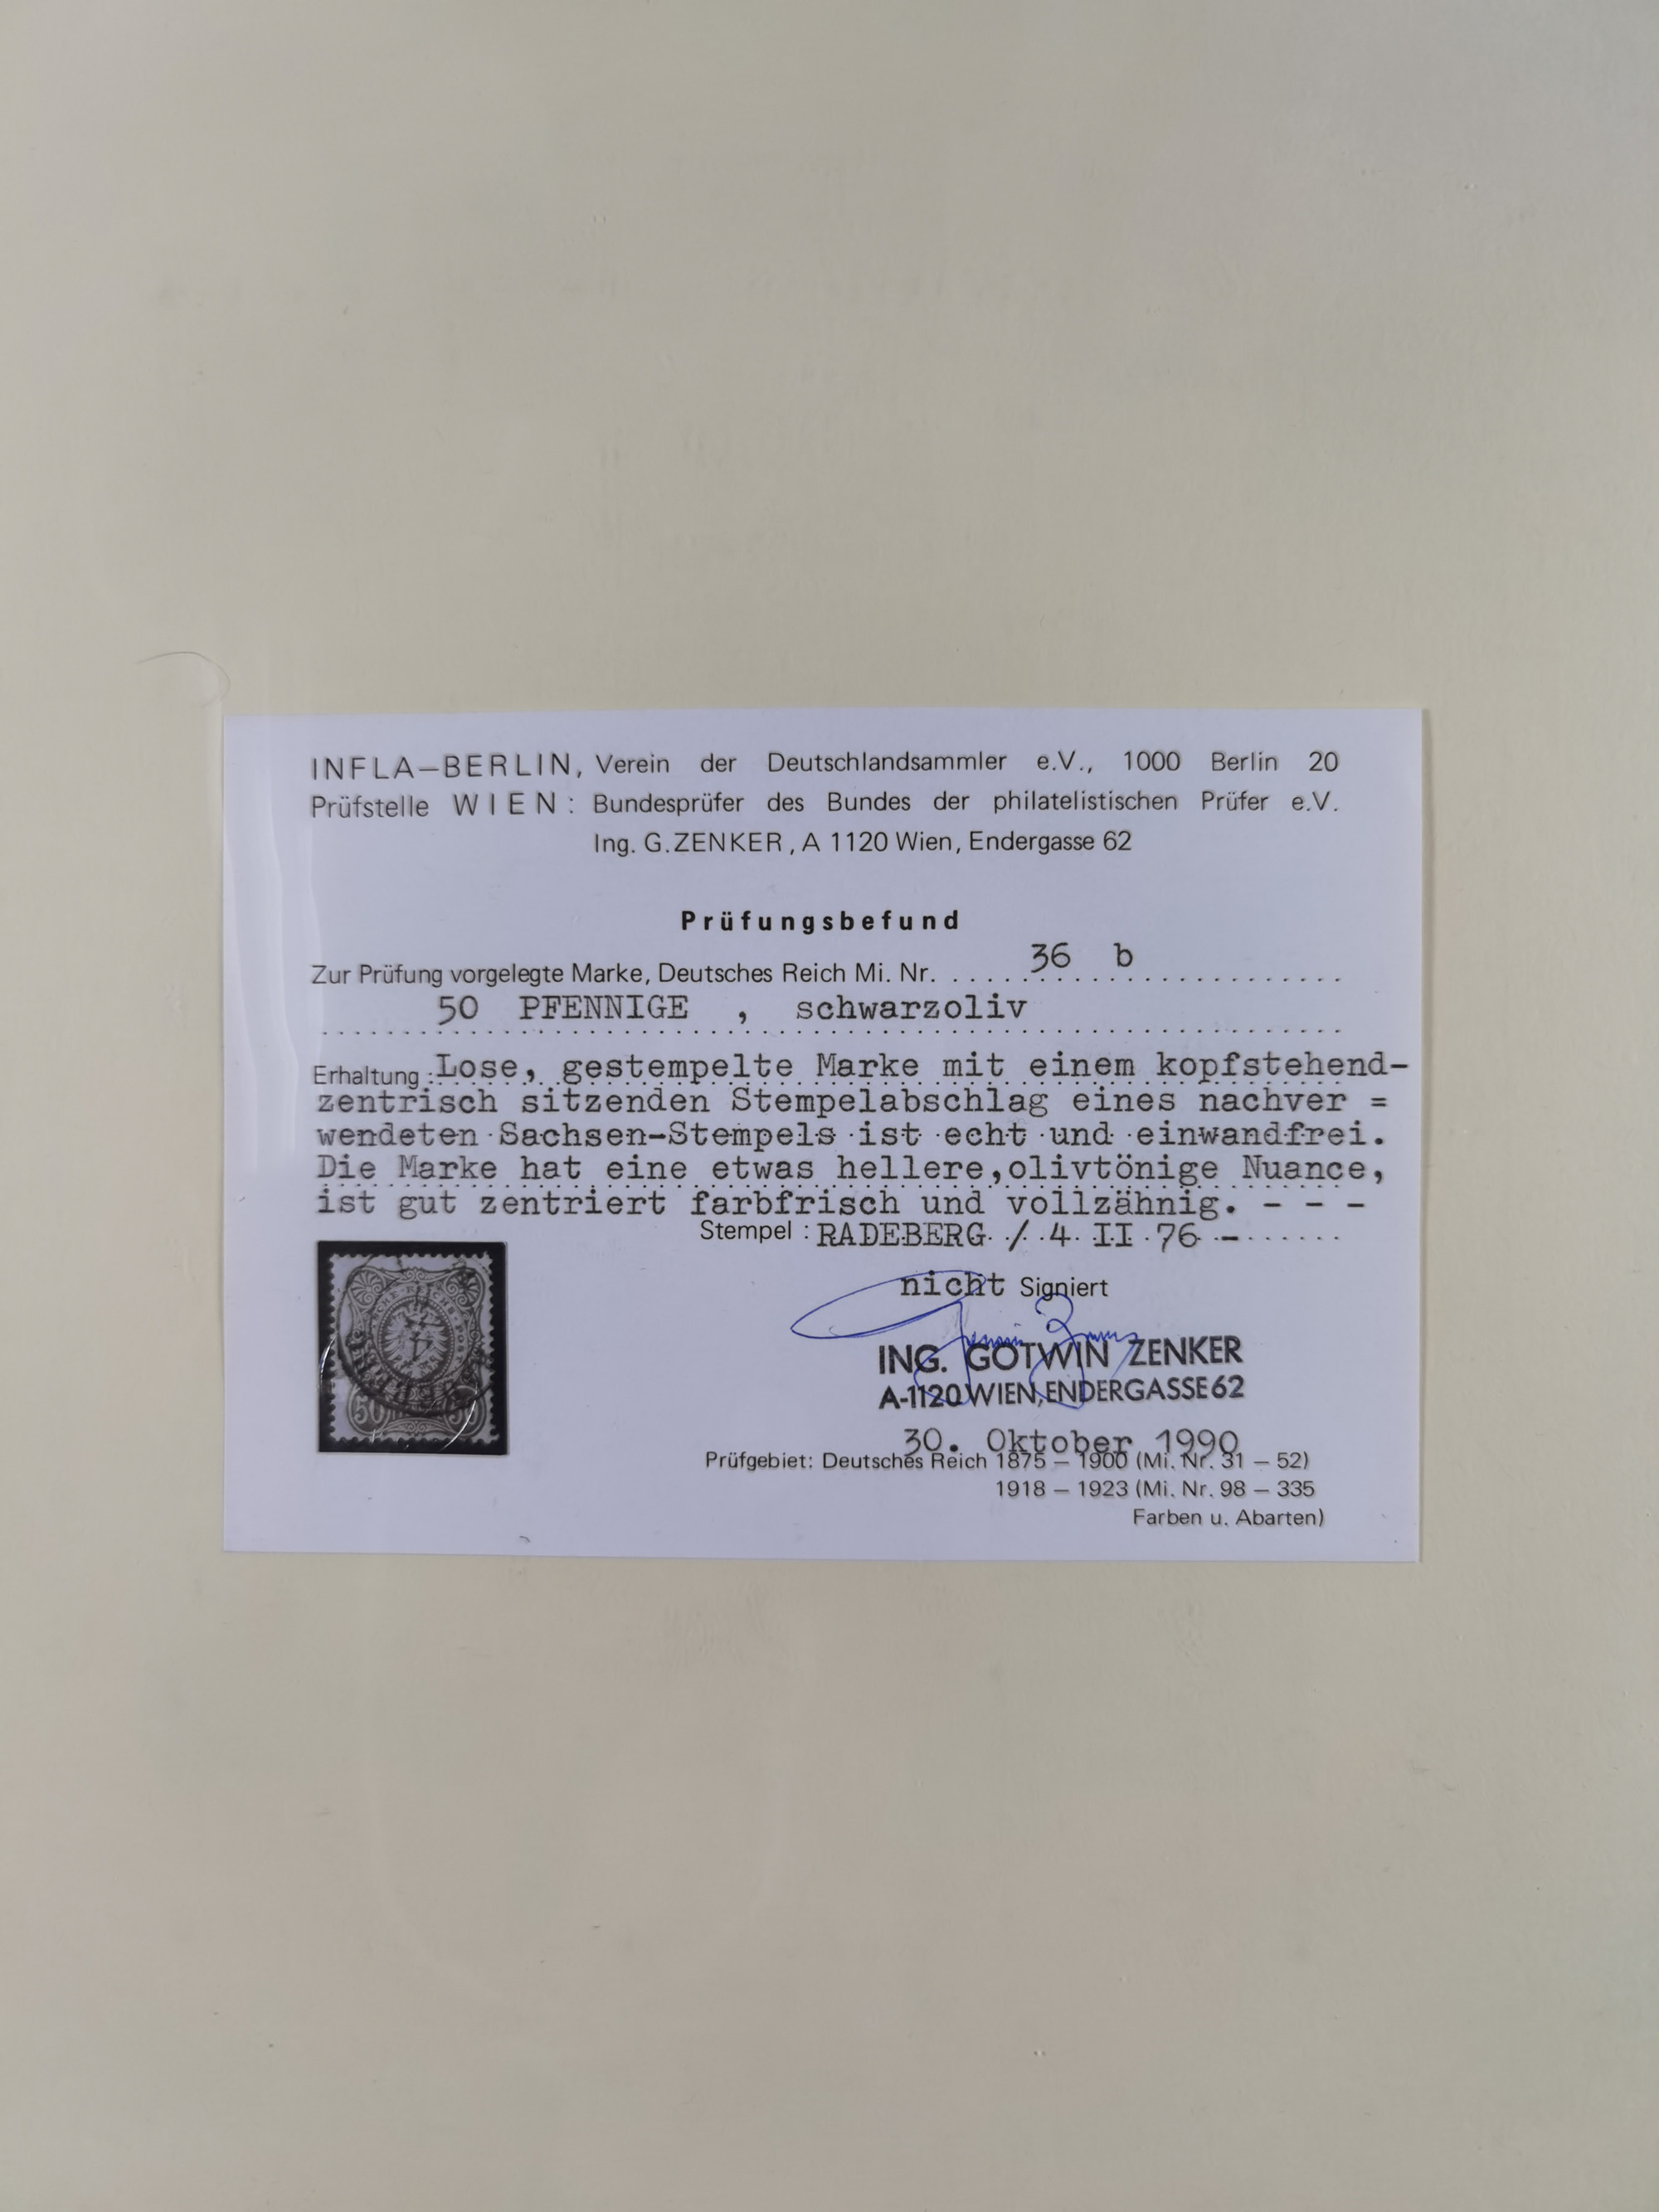 INFLA–BERLIN, Verein der Deutschlandsammler e.V., 1000 Berlin 20
Prüfstelle WIEN: Bundesprüfer des Bundes der philatelistischen Prüfer e.V.
Ing. G. ZENKER, A 1120 Wien, Endergasse 62
Prüfungsbefund
Zur Prüfung vorgelegte Marke, Deutsches Reich Mi. Nr. 36 b
50 PFENNIGE , schwarzoliv
Erhaltung: Lose, gestempelte Marke mit einem kopfstehend-
zentrisch sitzenden Stempelabschlag eines nachver =
wendeten Sachsen-Stempels ist echt und einwandfrei.
Die Marke hat eine etwas hellere,olivtönige Nuance,
ist gut zentriert farbfrisch und vollzähnig. - - -
Stempel : RADEBERG / 4 II 76 -
nicht Signiert
ING. GOTWIN ZENKER
A-1120 WIEN, ENDERGASSE 62
30. Oktober 1990
Prüfgebiet: Deutsches Reich 1875 – 1900 (Mi. Nr. 31 – 52)
1918 – 1923 (Mi. Nr. 98 – 335
Farben u. Abarten)
50